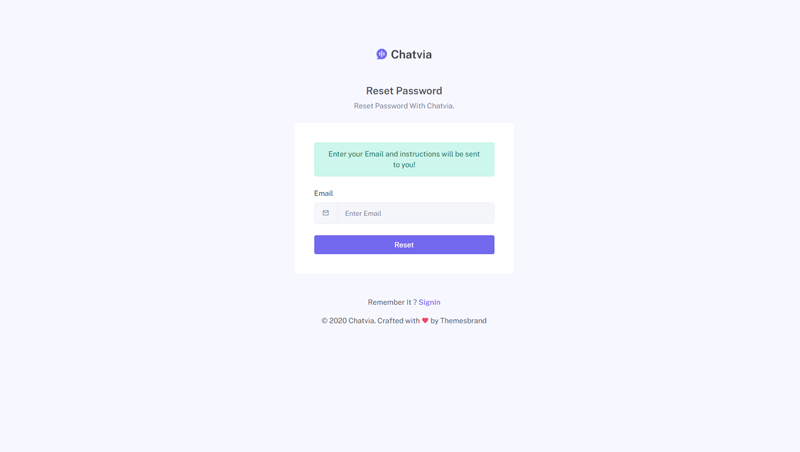 Chatvia
Reset Password
Reset Password With Chatvia.
Enter your Email and instructions will be sent
to you!
Email
Enter Email
Reset
Remember It ? Signin
© 2020 Chatvia. Crafted with ❤ by Themesbrand